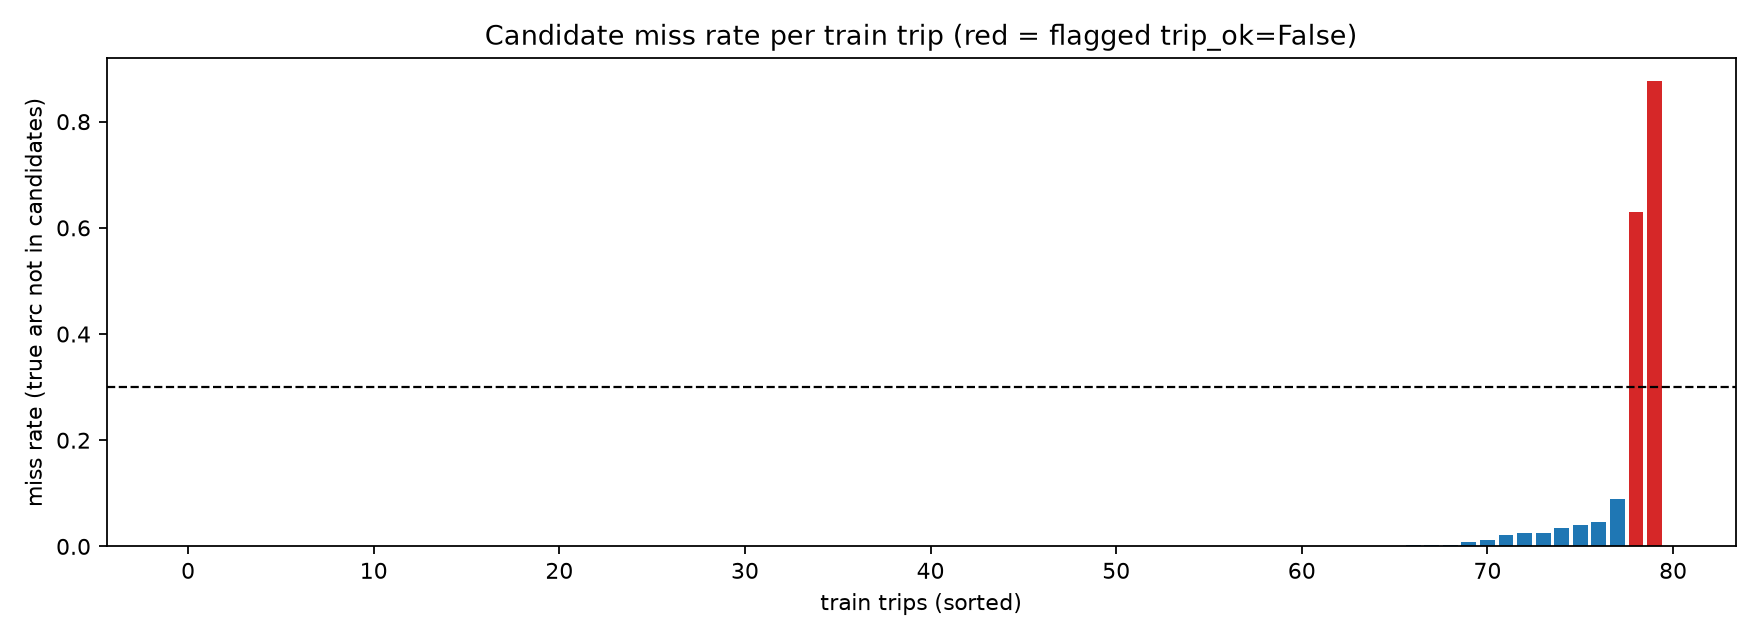 Candidate miss rate per train trip (red = flagged trip_ok=False)
miss rate (true arc not in candidates)
0.8
0.6
0.4
0.2
0.0
0 10 20 30 40 50 60 70 80
train trips (sorted)